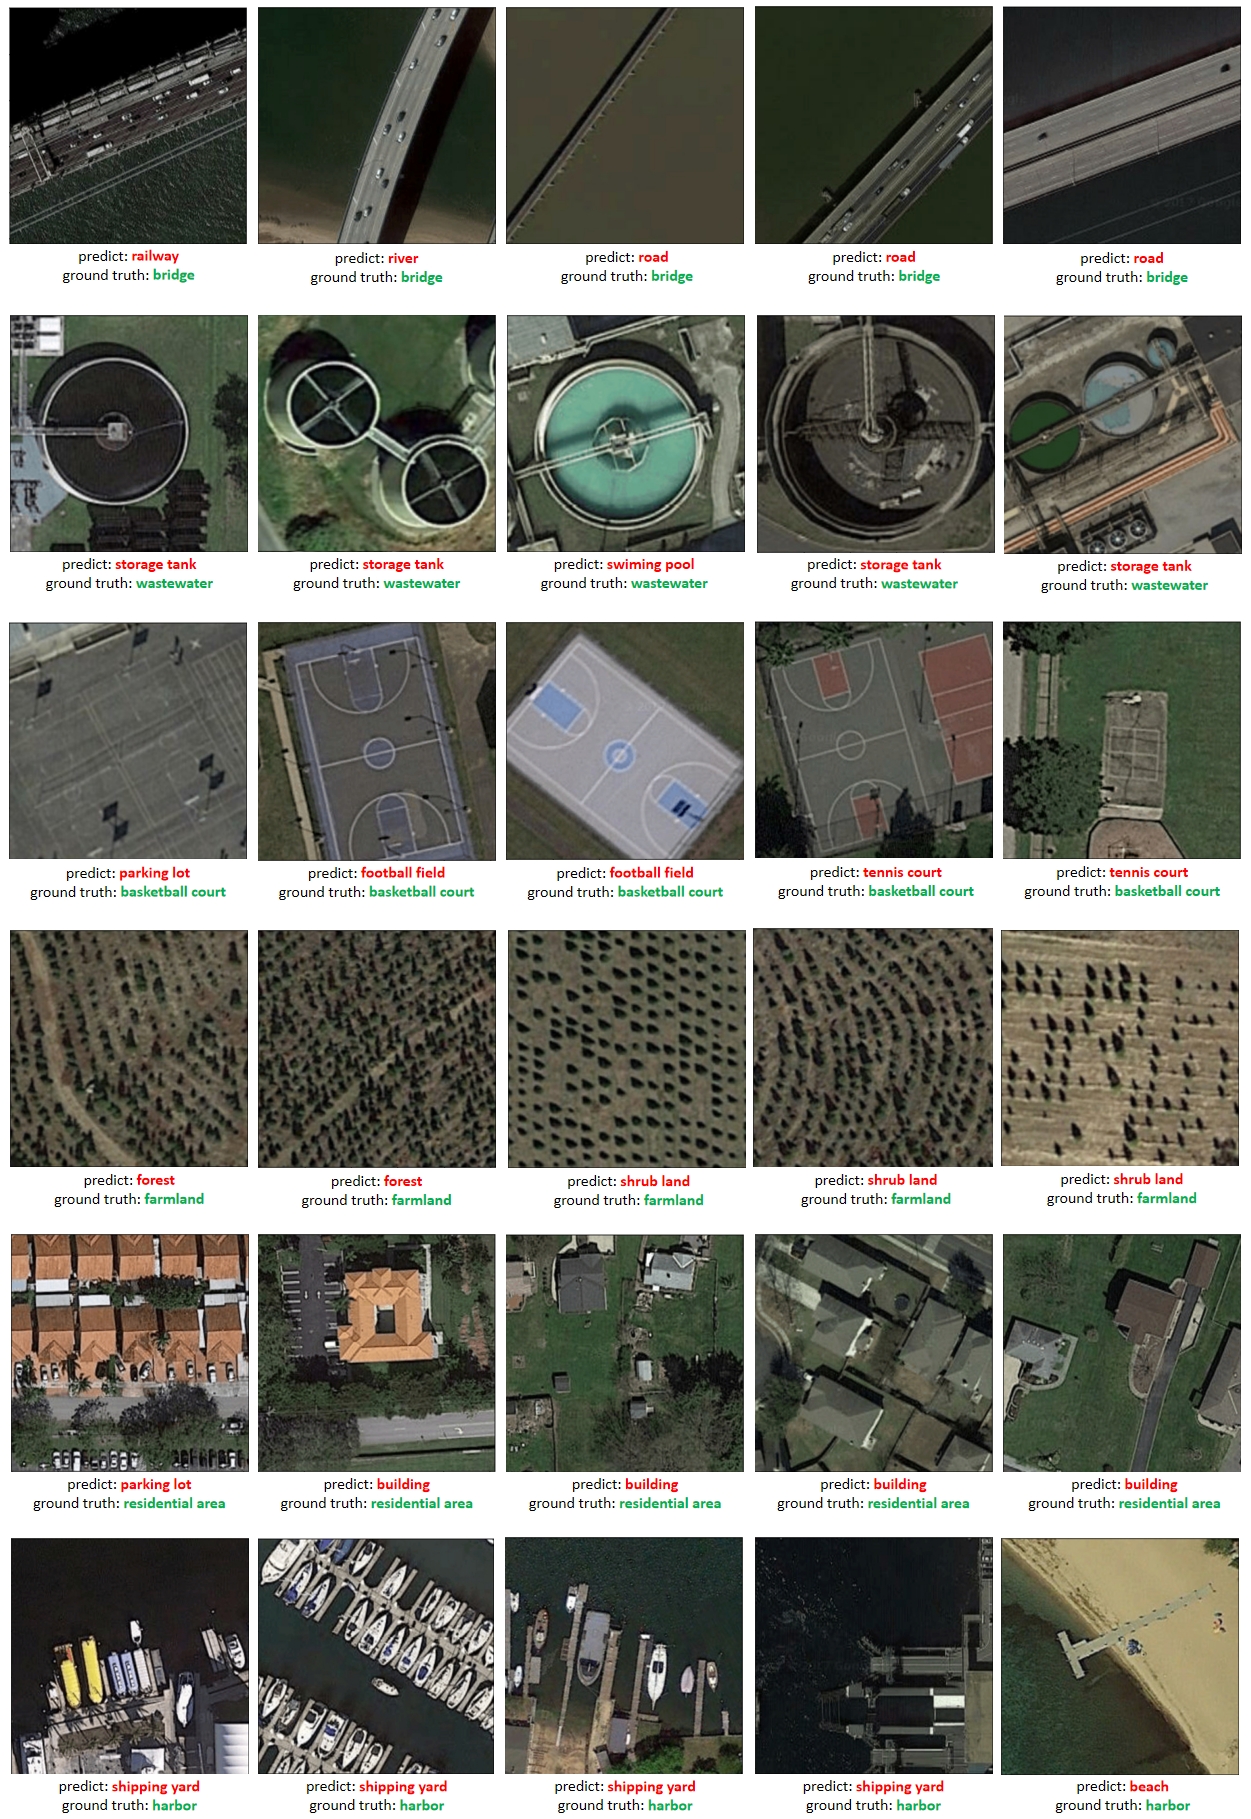 predict: railway
ground truth: bridge
predict: river
ground truth: bridge
predict: road
ground truth: bridge
predict: road
ground truth: bridge
predict: road
ground truth: bridge
predict: storage tank
ground truth: wastewater
predict: storage tank
ground truth: wastewater
predict: swiming pool
ground truth: wastewater
predict: storage tank
ground truth: wastewater
predict: storage tank
ground truth: wastewater
predict: parking lot
ground truth: basketball court
predict: football field
ground truth: basketball court
predict: football field
ground truth: basketball court
predict: tennis court
ground truth: basketball court
predict: tennis court
ground truth: basketball court
predict: forest
ground truth: farmland
predict: forest
ground truth: farmland
predict: shrub land
ground truth: farmland
predict: shrub land
ground truth: farmland
predict: shrub land
ground truth: farmland
predict: parking lot
ground truth: residential area
predict: building
ground truth: residential area
predict: building
ground truth: residential area
predict: building
ground truth: residential area
predict: building
ground truth: residential area
predict: shipping yard
ground truth: harbor
predict: shipping yard
ground truth: harbor
predict: shipping yard
ground truth: harbor
predict: shipping yard
ground truth: harbor
predict: beach
ground truth: harbor